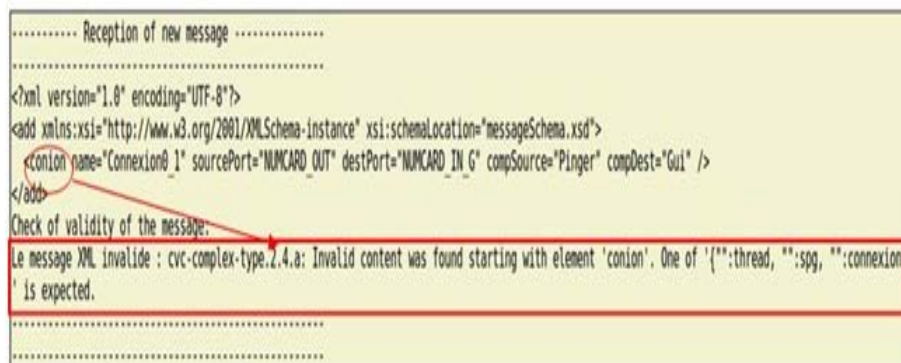 ----------- Reception of new message ---------------
<?xml version="1.0" encoding="UTF-8"?>
<add xmlns:xsi="http://www.w3.org/2001/XMLSchema-instance" xsi:schemaLocation="messageSchema.xsd">
<conion name="Connexion0_1" sourcePort="NUMCARD_OUT" destPort="NUMCARD_IN_G" compSource="Pinger" compDest="Gui" />
</add>
Check of validity of the message:
Le message XML invalide : cvc-complex-type.2.4.a: Invalid content was found starting with element 'conion'. One of '{"":thread, "":spg, "":connexion
' is expected.